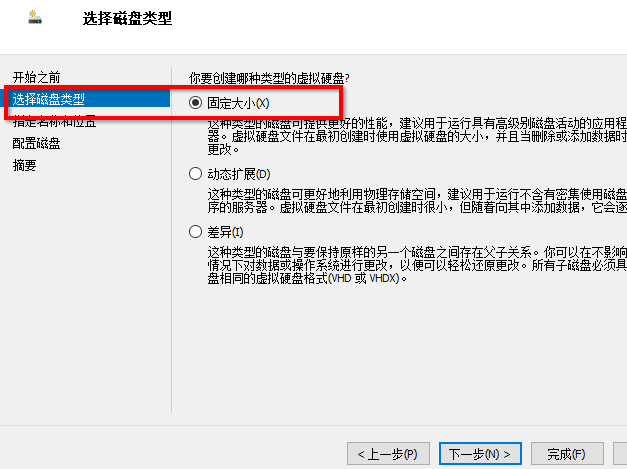 选择磁盘类型
开始之前
选择磁盘类型
指定名称和位置
配置磁盘
摘要
你要创建哪种类型的虚拟硬盘?
固定大小(X)
这种类型的磁盘可提供更好的性能，建议用于运行具有高级别磁盘活动的应用程
器。虚拟硬盘文件在最初创建时使用虚拟硬盘的大小，并且当删除或添加数据时
更改。
动态扩展(D)
这种类型的磁盘可更好地利用物理存储空间，建议用于运行不含有密集使用磁盘
序的服务器。虚拟硬盘文件在最初创建时很小，但随着向其中添加数据，它会逐
差异(I)
这种类型的磁盘与要保持原样的另一个磁盘之间存在父子关系。你可以在不影响
情况下对数据或操作系统进行更改，以便可以轻松还原更改。所有子磁盘必须具
盘相同的虚拟硬盘格式(VHD 或 VHDX)。
< 上一步(P)
下一步(N) >
完成(F)